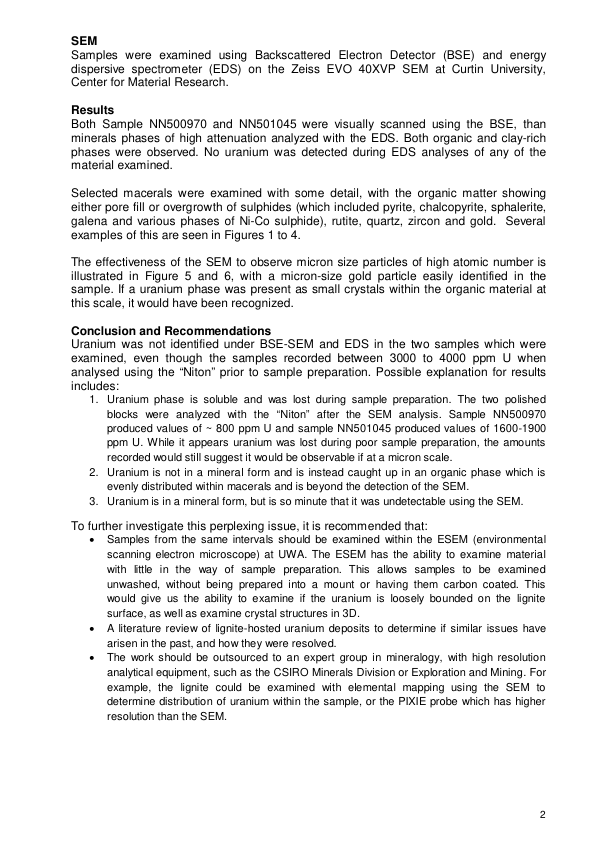 SEM
Samples were examined using Backscattered Electron Detector (BSE) and energy
dispersive spectrometer (EDS) on the Zeiss EVO 40XVP SEM at Curtin University,
Center for Material Research.
Results
Both Sample NN500970 and NN501045 were visually scanned using the BSE, than
minerals phases of high attenuation analyzed with the EDS. Both organic and clay-rich
phases were observed. No uranium was detected during EDS analyses of any of the
material examined.
Selected macerals were examined with some detail, with the organic matter showing
either pore fill or overgrowth of sulphides (which included pyrite, chalcopyrite, sphalerite,
galena and various phases of Ni-Co sulphide), rutite, quartz, zircon and gold. Several
examples of this are seen in Figures 1 to 4.
The effectiveness of the SEM to observe micron size particles of high atomic number is
illustrated in Figure 5 and 6, with a micron-size gold particle easily identified in the
sample. If a uranium phase was present as small crystals within the organic material at
this scale, it would have been recognized.
Conclusion and Recommendations
Uranium was not identified under BSE-SEM and EDS in the two samples which were
examined, even though the samples recorded between 3000 to 4000 ppm U when
analysed using the “Niton” prior to sample preparation. Possible explanation for results
includes:
1. Uranium phase is soluble and was lost during sample preparation. The two polished
blocks were analyzed with the “Niton” after the SEM analysis. Sample NN500970
produced values of ~ 800 ppm U and sample NN501045 produced values of 1600-1900
ppm U. While it appears uranium was lost during poor sample preparation, the amounts
recorded would still suggest it would be observable if at a micron scale.
2. Uranium is not in a mineral form and is instead caught up in an organic phase which is
evenly distributed within macerals and is beyond the detection of the SEM.
3. Uranium is in a mineral form, but is so minute that it was undetectable using the SEM.
To further investigate this perplexing issue, it is recommended that:
• Samples from the same intervals should be examined within the ESEM (environmental
scanning electron microscope) at UWA. The ESEM has the ability to examine material
with little in the way of sample preparation. This allows samples to be examined
unwashed, without being prepared into a mount or having them carbon coated. This
would give us the ability to examine if the uranium is loosely bounded on the lignite
surface, as well as examine crystal structures in 3D.
• A literature review of lignite-hosted uranium deposits to determine if similar issues have
arisen in the past, and how they were resolved.
• The work should be outsourced to an expert group in mineralogy, with high resolution
analytical equipment, such as the CSIRO Minerals Division or Exploration and Mining. For
example, the lignite could be examined with elemental mapping using the SEM to
determine distribution of uranium within the sample, or the PIXIE probe which has higher
resolution than the SEM.
2